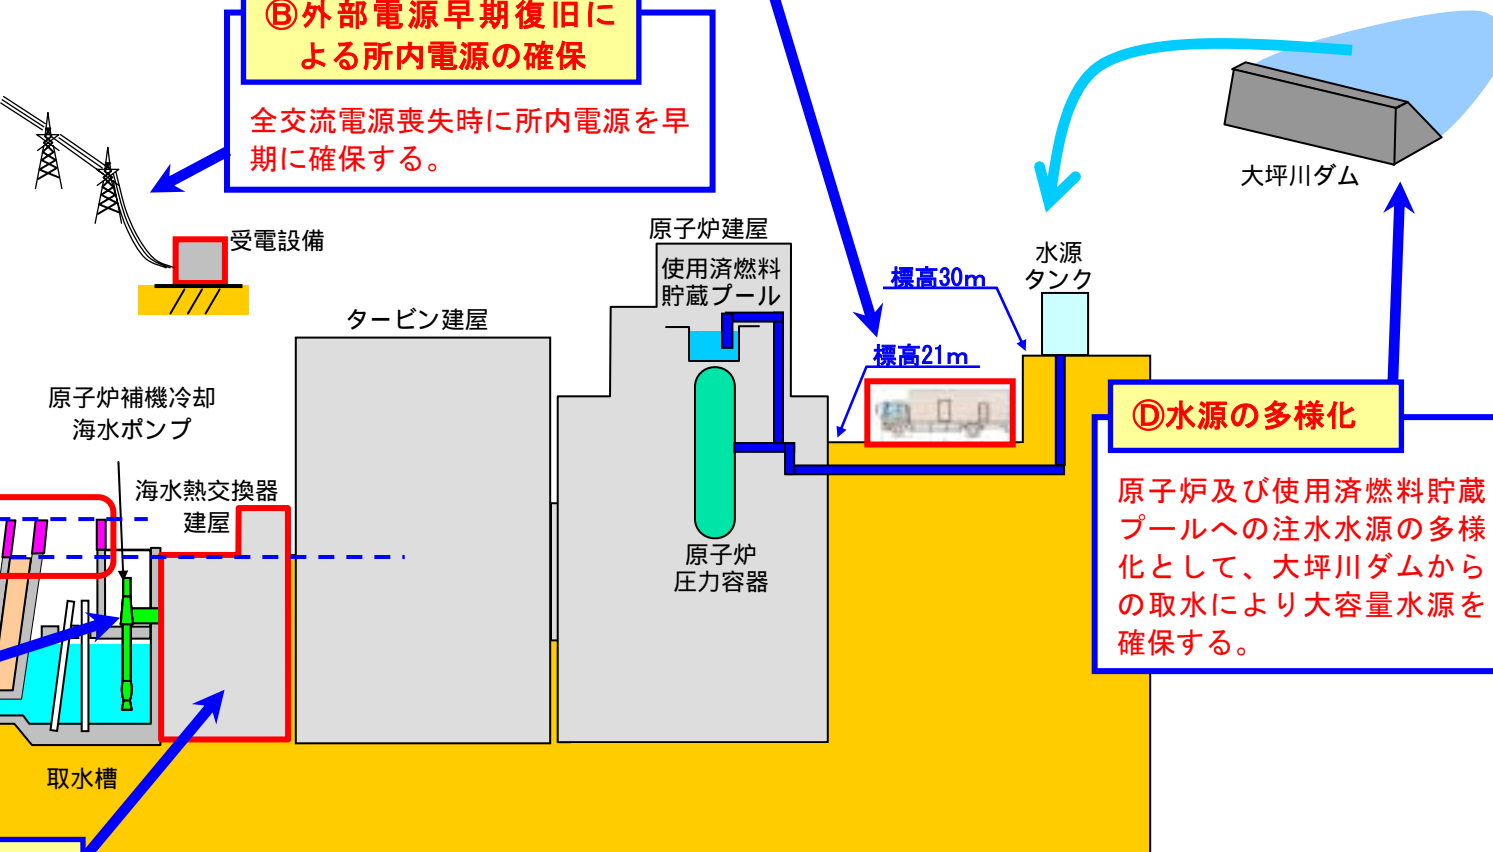 Ⓑ外部電源早期復旧に
よる所内電源の確保
全交流電源喪失時に所内電源を早
期に確保する。
大坪川ダム
受電設備
原子炉建屋
使用済燃料
貯蔵プール
水源
タンク
標高30m
標高21m
タービン建屋
原子炉補機冷却
海水ポンプ
海水熱交換器
建屋
Ⓓ水源の多様化
原子炉及び使用済燃料貯蔵
プールへの注水水源の多様
化として、大坪川ダムから
の取水により大容量水源を
確保する。
原子炉
圧力容器
取水槽